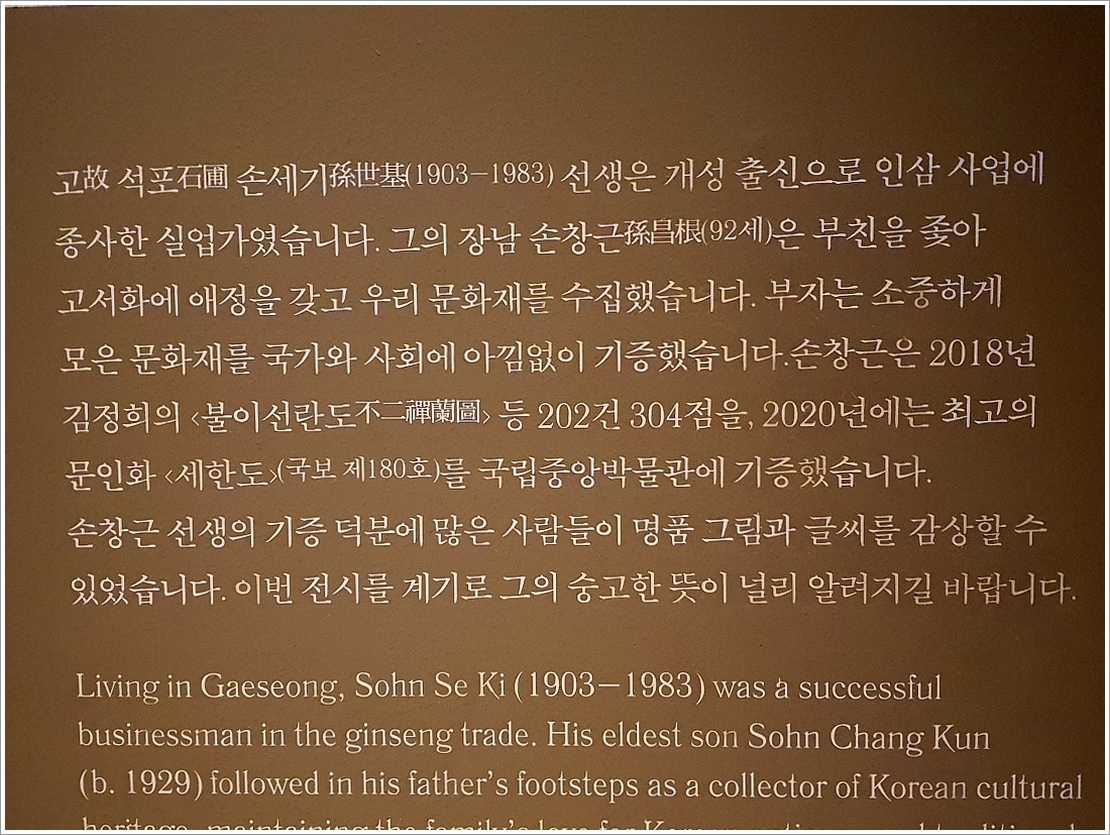 고故 석포石圃 손세기孫世基(1903-1983) 선생은 개성 출신으로 인삼 사업에
종사한 실업가였습니다. 그의 장남 손창근孫昌根(92세)은 부친을 좇아
고서화에 애정을 갖고 우리 문화재를 수집했습니다. 부자는 소중하게
모은 문화재를 국가와 사회에 아낌없이 기증했습니다.손창근은 2018년
김정희의 <불이선란도不二禪蘭圖> 등 202건 304점을, 2020년에는 최고의
문인화 <세한도>(국보 제180호)를 국립중앙박물관에 기증했습니다.
손창근 선생의 기증 덕분에 많은 사람들이 명품 그림과 글씨를 감상할 수
있었습니다. 이번 전시를 계기로 그의 숭고한 뜻이 널리 알려지길 바랍니다.
Living in Gaeseong, Sohn Se Ki (1903-1983) was a successful
businessman in the ginseng trade. His eldest son Sohn Chang Kun
(b. 1929) followed in his father's footsteps as a collector of Korean cultural
heritage, maintaining the family's love for Korean